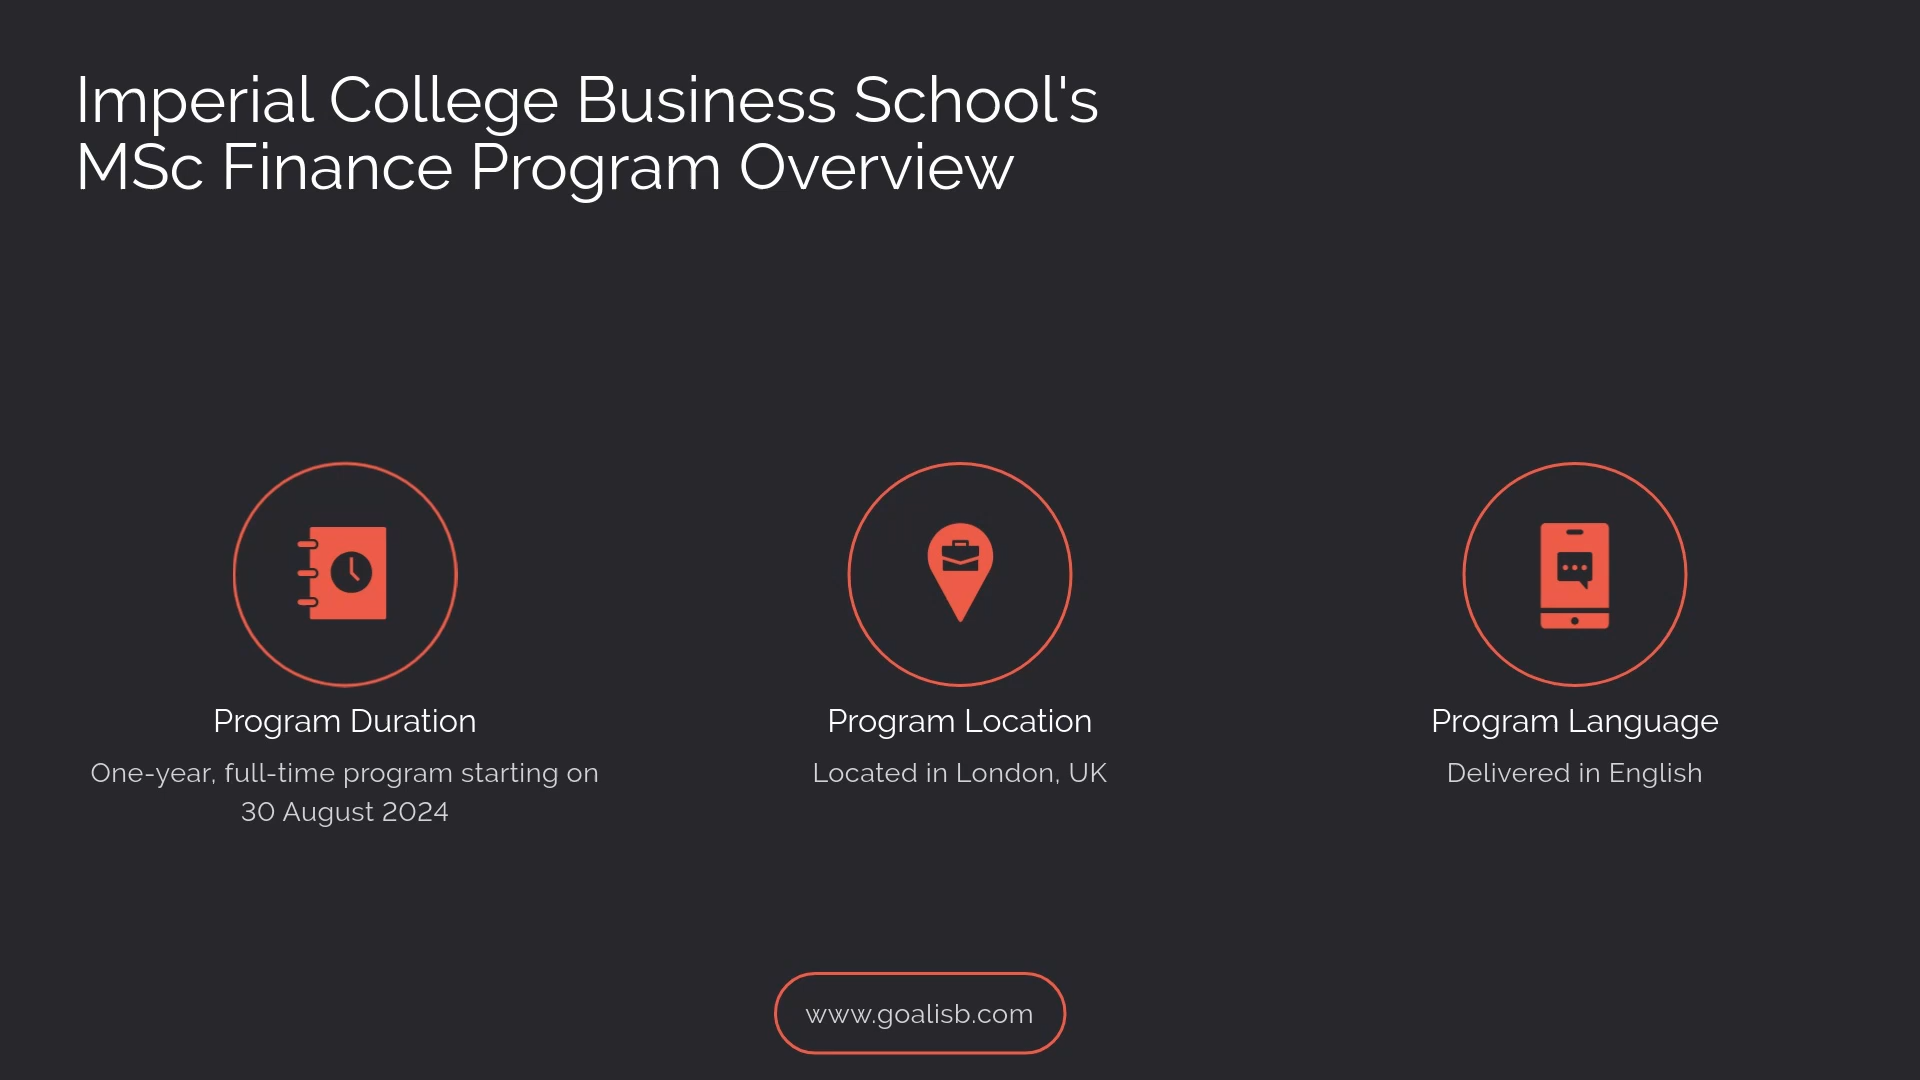 Imperial College Business School's
MSc Finance Program Overview
Program Duration
One-year, full-time program starting on
30 August 2024
Program Location
Located in London, UK
Program Language
Delivered in English
www.goalisb.com